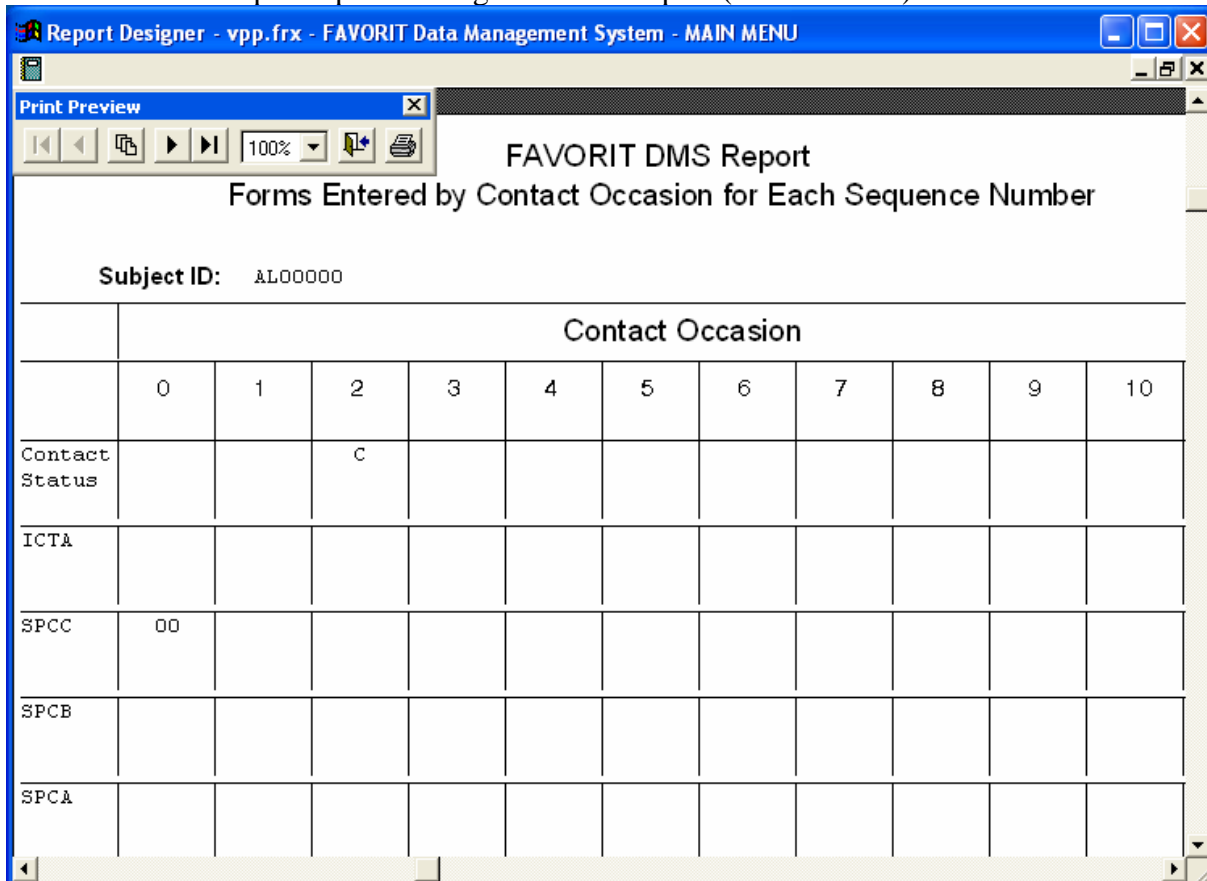 Report Designer - vpp.frx - FAVORIT Data Management System - MAIN MENU
Print Preview
100%
FAVORIT DMS Report
Forms Entered by Contact Occasion for Each Sequence Number
Subject ID: AL00000
Contact Occasion
0 1 2 3 4 5 6 7 8 9 10
Contact C
Status
ICTA
SPCC 00
SPCB
SPCA